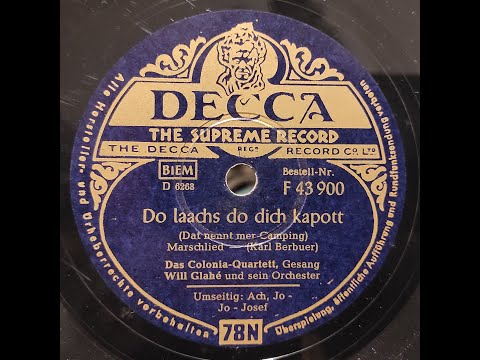 DECCA
THE SUPREME RECORD
THE DECCA REGD RECORD CO. LTD
BIEM
D 6268
Bestell-Nr.
F 43 900
Do laachs do dich kapott
(Dat nennt mer Camping)
Marschlied — (Karl Berbuer)
Das Colonia-Quartett, Gesang
Will Glahé und sein Orchester
Umseitig: Ach, Jo-
Jo - Josef
78N
Alle Hersteller- und Urheberrechte vorbehalten
Überspielung, öffentliche Aufführung und Rundfunksendung verboten